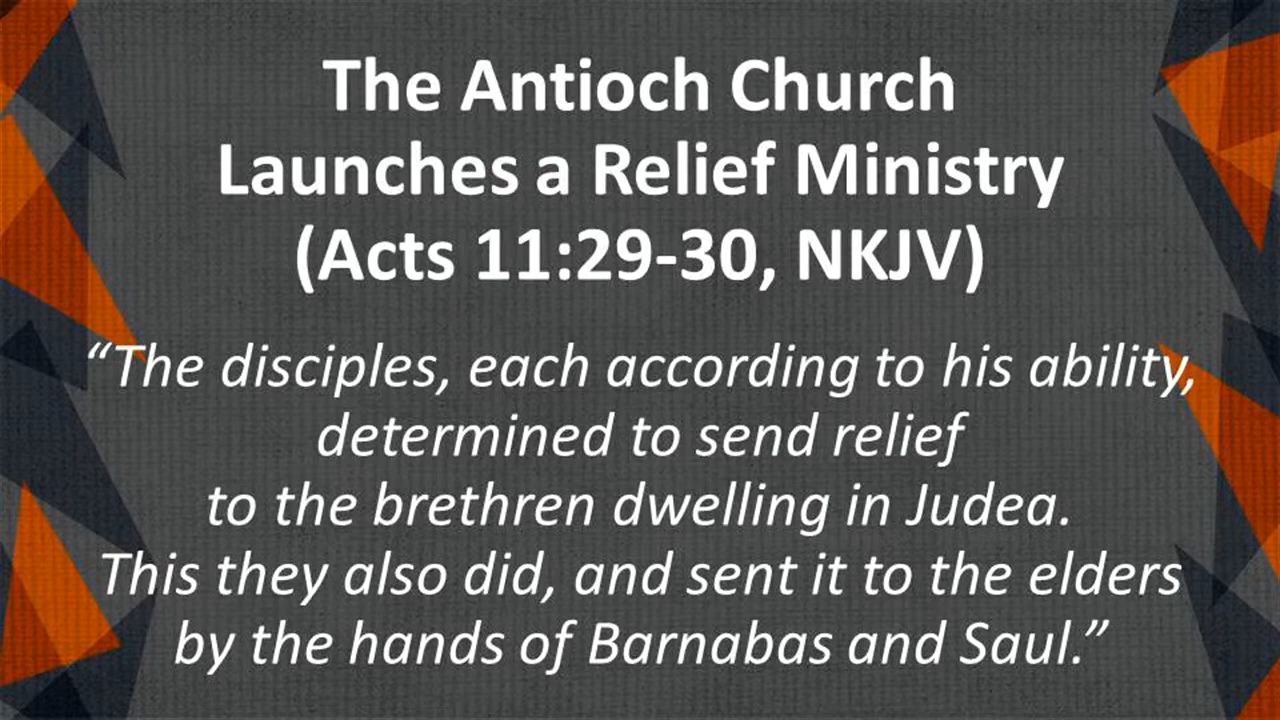 The Antioch Church
Launches a Relief Ministry
(Acts 11:29-30, NKJV)
“The disciples, each according to his ability,
determined to send relief
to the brethren dwelling in Judea.
This they also did, and sent it to the elders
by the hands of Barnabas and Saul.”